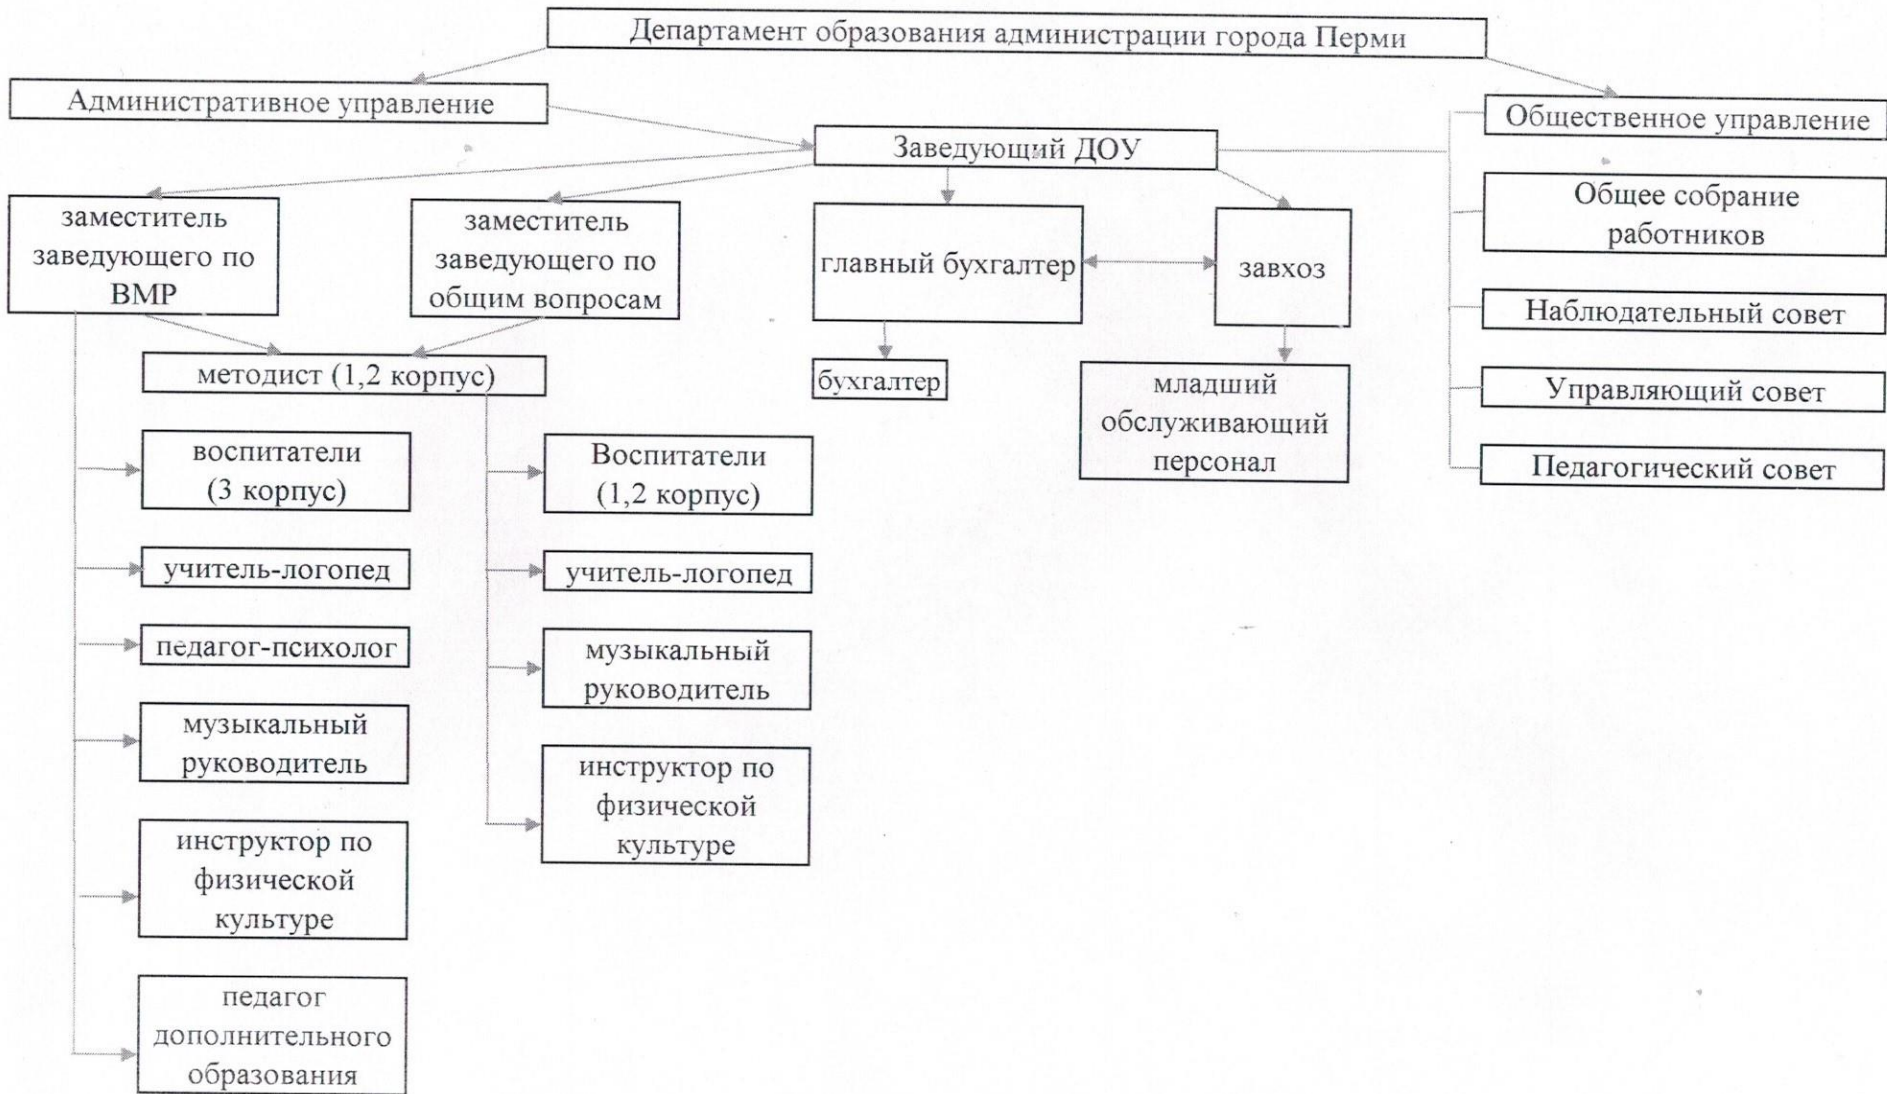 Департамент образования администрации города Перми
Административное управление
Общественное управление
Заведующий ДОУ
заместитель
заведующего по
ВМР
заместитель
заведующего по
общим вопросам
главный бухгалтер
завхоз
Общее собрание
работников
Наблюдательный совет
методист (1,2 корпус)
бухгалтер
младший
обслуживающий
персонал
Управляющий совет
Педагогический совет
воспитатели
(3 корпус)
учитель-логопед
педагог-психолог
музыкальный
руководитель
инструктор по
физической
культуре
педагог
дополнительного
образования
Воспитатели
(1,2 корпус)
учитель-логопед
музыкальный
руководитель
инструктор по
физической
культуре